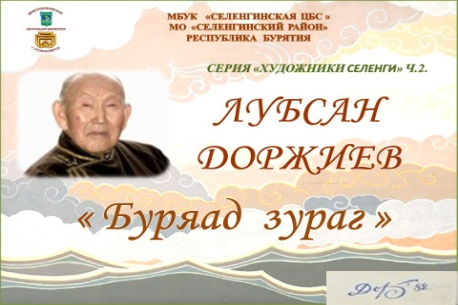 МБУК «СЕЛЕНГИНСКАЯ ЦБС»
МО «СЕЛЕНГИНСКИЙ РАЙОН»
РЕСПУБЛИКА БУРЯТИЯ
СЕРИЯ «ХУДОЖНИКИ СЕЛЕНГИ» Ч.2.
ЛУБСАН
ДОРЖИЕВ
« Буряад зураг »